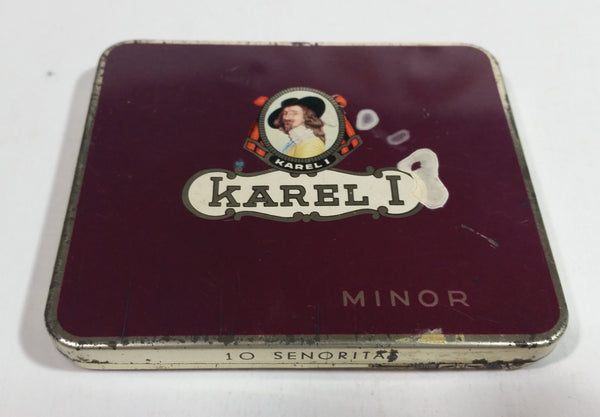 KAREL I
KAREL I
MINOR
10 SENORITAS